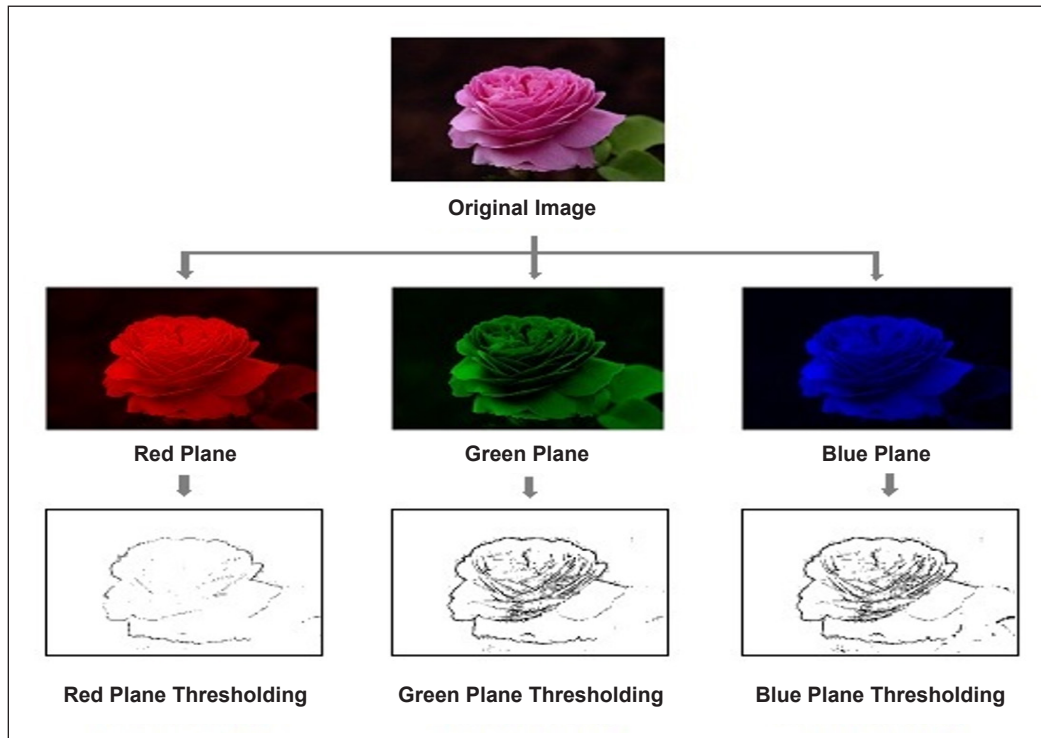 Original Image
Red Plane
Green Plane
Blue Plane
Red Plane Thresholding
Green Plane Thresholding
Blue Plane Thresholding